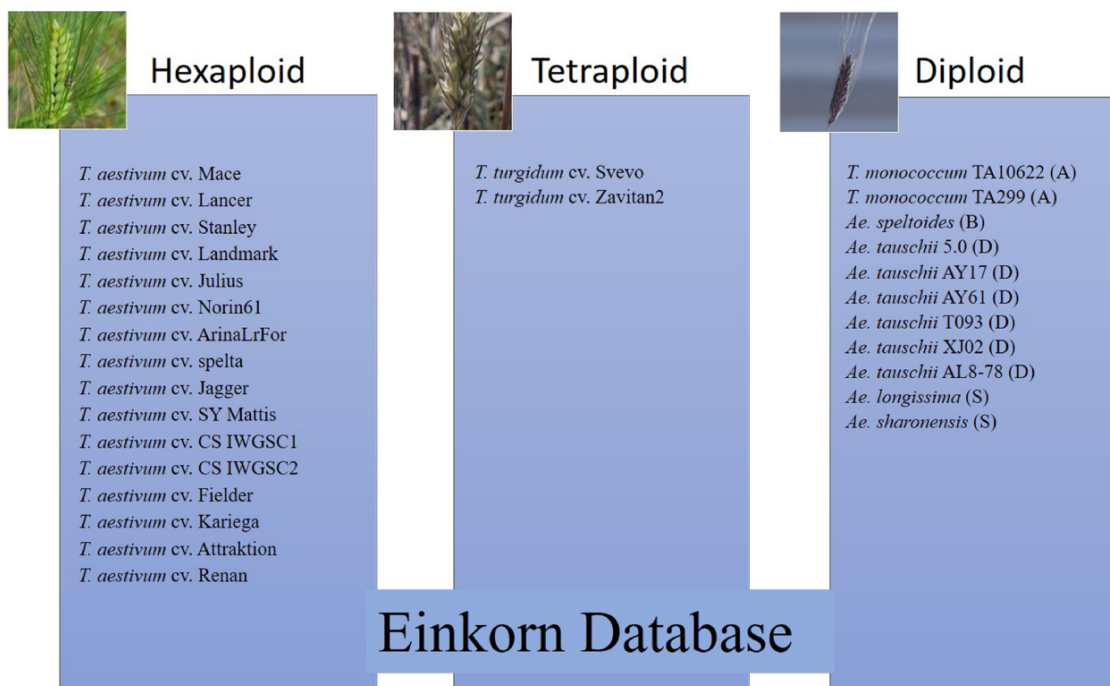 Hexaploid
T. aestivum cv. Mace
T. aestivum cv. Lancer
T. aestivum cv. Stanley
T. aestivum cv. Landmark
T. aestivum cv. Julius
T. aestivum cv. Norin61
T. aestivum cv. ArinaLrFor
T. aestivum cv. spelta
T. aestivum cv. Jagger
T. aestivum cv. SY Mattis
T. aestivum cv. CS IWGSC1
T. aestivum cv. CS IWGSC2
T. aestivum cv. Fielder
T. aestivum cv. Kariega
T. aestivum cv. Attraktion
T. aestivum cv. Renan
Tetraploid
T. turgidum cv. Svevo
T. turgidum cv. Zavitan2
Diploid
T. monococcum TA10622 (A)
T. monococcum TA299 (A)
Ae. speltoides (B)
Ae. tauschii 5.0 (D)
Ae. tauschii AY17 (D)
Ae. tauschii AY61 (D)
Ae. tauschii T093 (D)
Ae. tauschii XJ02 (D)
Ae. tauschii AL8-78 (D)
Ae. longissima (S)
Ae. sharonensis (S)
Einkorn Database